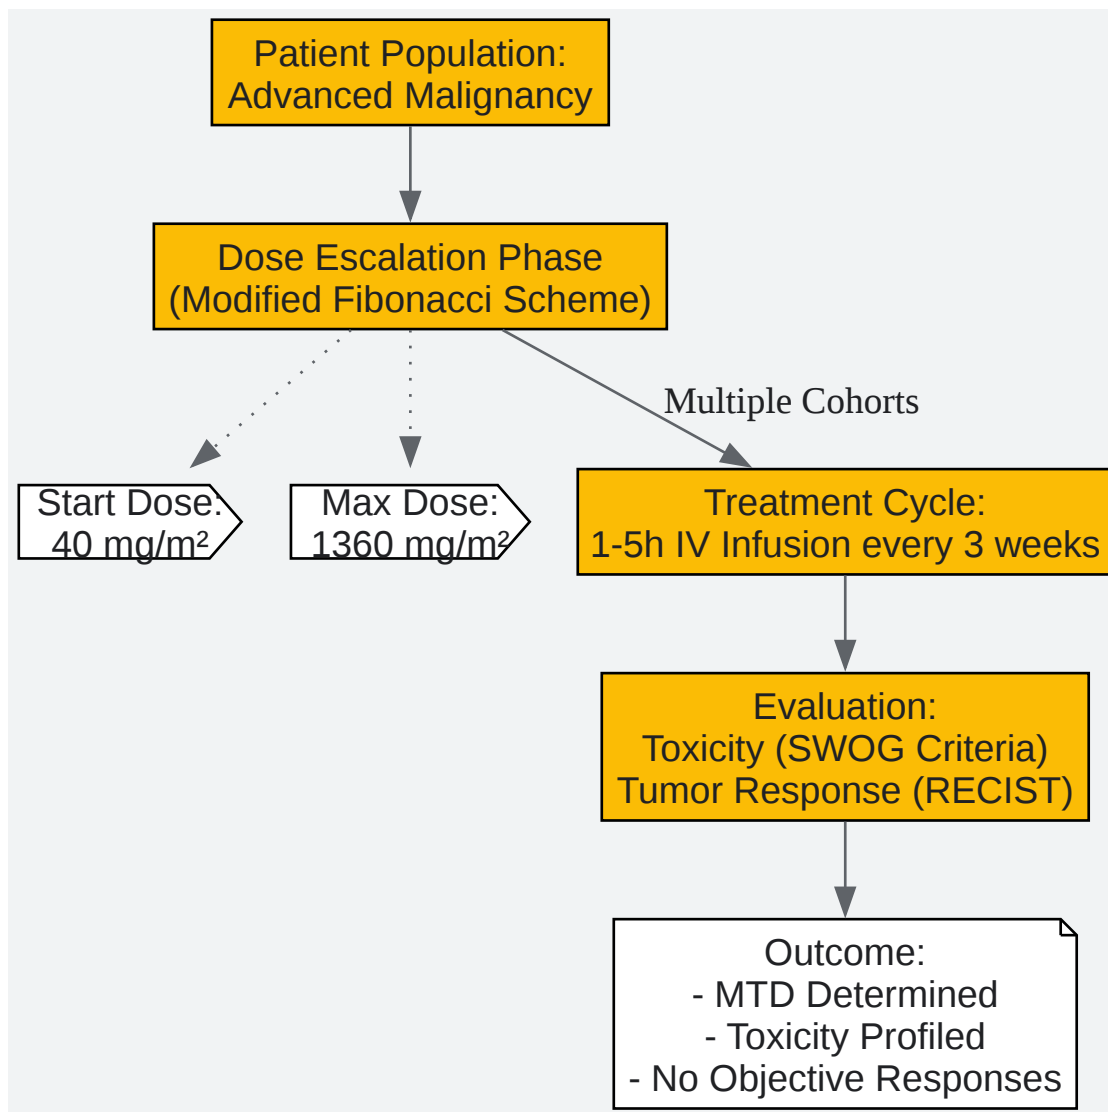 Patient Population:
Advanced Malignancy
Dose Escalation Phase
(Modified Fibonacci Scheme)
Multiple Cohorts
Start Dose:
40 mg/m²
Max Dose:
1360 mg/m²
Treatment Cycle:
1-5h IV Infusion every 3 weeks
Evaluation:
Toxicity (SWOG Criteria)
Tumor Response (RECIST)
Outcome:
- MTD Determined
- Toxicity Profiled
- No Objective Responses